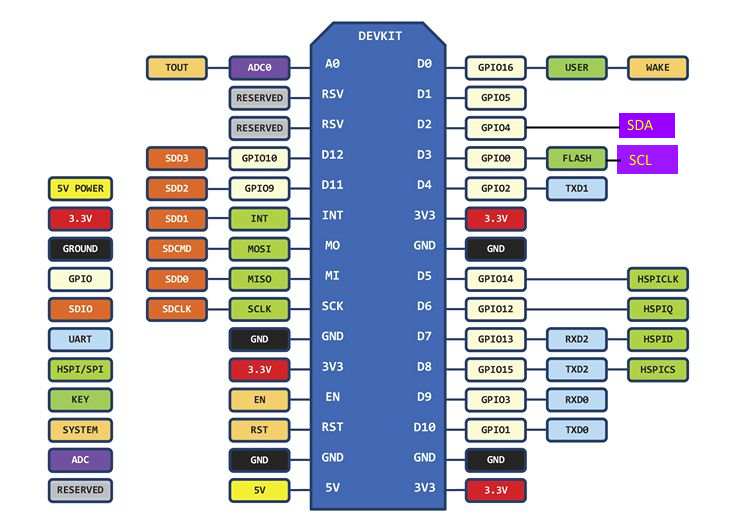 DEVKIT
TOUT ADC0 A0 D0 GPIO16 USER WAKE
RESERVED RSV D1 GPIO5
RESERVED RSV D2 GPIO4 SDA
SDD3 GPIO10 D12 D3 GPIO0 FLASH SCL
5V POWER SDD2 GPIO9 D11 D4 GPIO2 TXD1
3.3V SDD1 INT INT 3V3 3.3V
GROUND SDCMD MOSI MO GND GND
GPIO SDD0 MISO MI D5 GPIO14 HSPICLK
SDIO SDCLK SCLK SCK D6 GPIO12 HSPIQ
UART GND GND D7 GPIO13 RXD2 HSPID
HSPI/SPI 3.3V 3V3 D8 GPIO15 TXD2 HSPICS
KEY EN EN D9 GPIO3 RXD0
SYSTEM RST RST D10 GPIO1 TXD0
ADC GND GND GND GND
RESERVED 5V 5V 3V3 3.3V